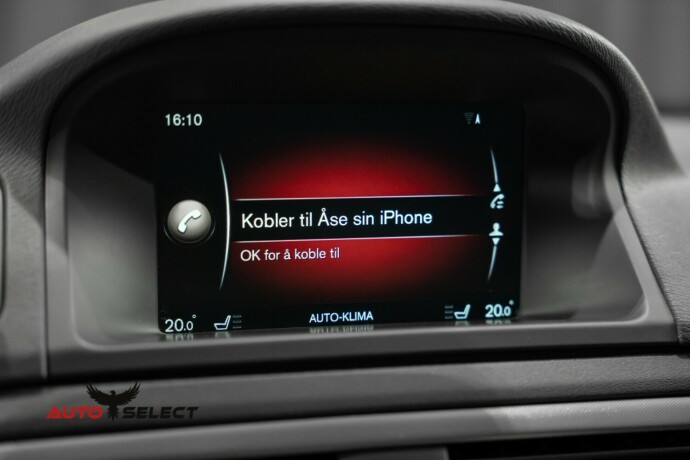 16:10
A
Kobler til Åse sin iPhone
OK for å koble til
20.0° AUTO-KLIMA 20.0°
AUTO SELECT